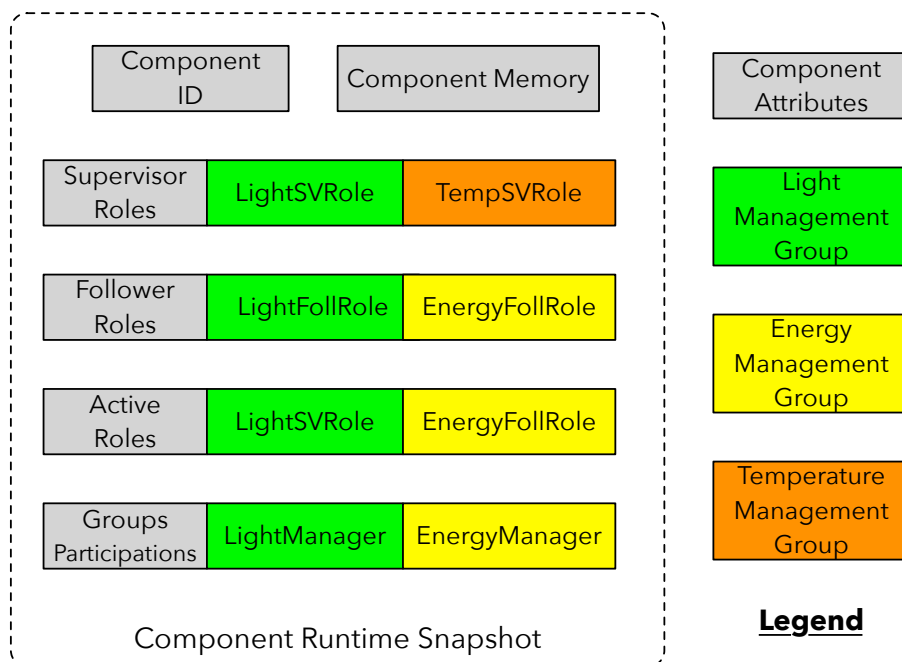 Component
ID
Component Memory
Supervisor
Roles
LightSVRole
TempSVRole
Follower
Roles
LightFollRole
EnergyFollRole
Active
Roles
LightSVRole
EnergyFollRole
Groups
Participations
LightManager
EnergyManager
Component Runtime Snapshot
Component
Attributes
Light
Management
Group
Energy
Management
Group
Temperature
Management
Group
Legend